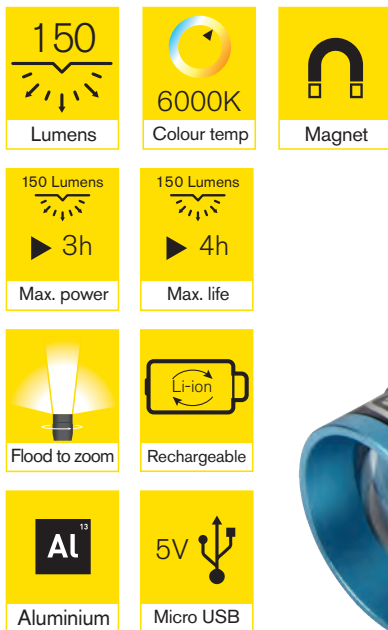 150
Lumens
6000K
Colour temp
Magnet
150 Lumens
3h
Max. power
150 Lumens
4h
Max. life
Flood to zoom
Li-ion
Rechargeable
13
Al
Aluminium
5V
Micro USB